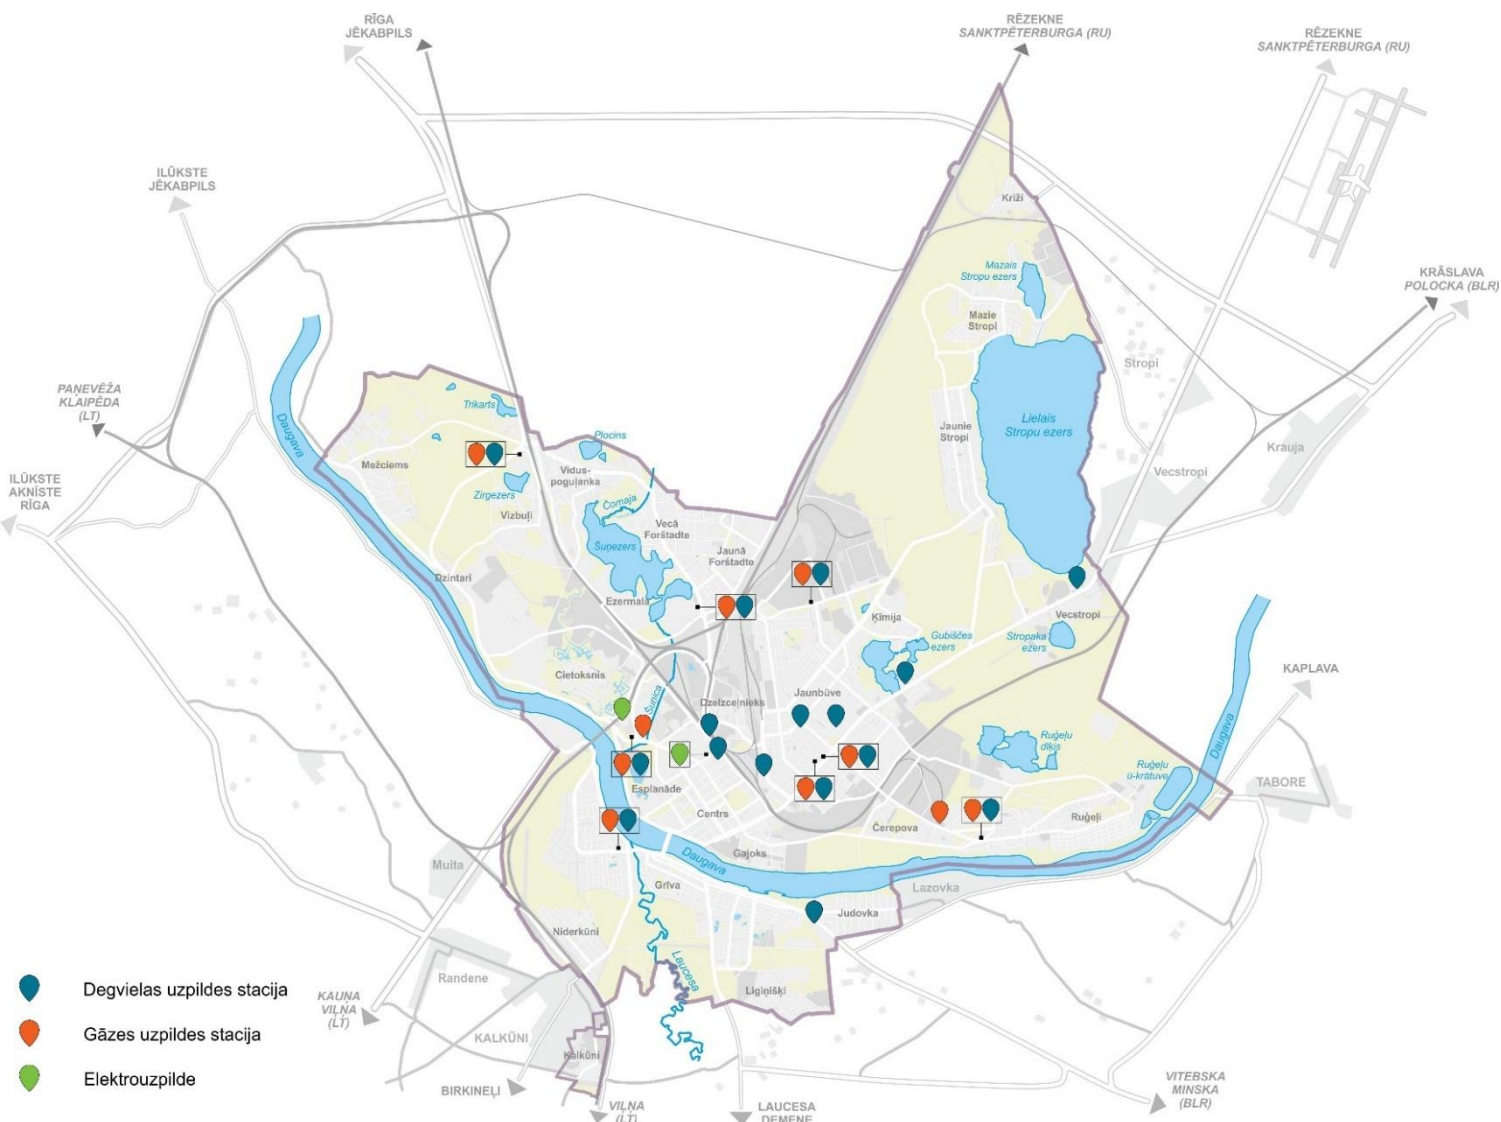 RĪGA
JĒKABPILS
RĒZEKNE
SANKTPĒTERBURGA (RU)
RĒZEKNE
SANKTPĒTERBURGA (RU)
ILŪKSTE
JĒKABPILS
Križi
Mazais
Stropu ezers
KRĀSLAVA
POLOCKA (BLR)
Mazie
Stropi
Stropi
PAŅEVĒŽA
KLAIPĒDA
(LT)
Trikarts
Daugava
Plocins
Lielais
Stropu ezers
Jaunie
Stropi
Krauja
Mežciems
Vidus-
poguļanka
Vecstropi
ILŪKSTE
AKNĪSTE
RĪGA
Zirgezers
Čornaja
Vizbuļi
Vecā
Forštadte
Šuņezers
Jaunā
Forštadte
Dzintari
Ezermala
Ķīmija
Vecstropi
Gubiščes
ezers
Stropaka
ezers
Cietoksnis
KAPLAVA
Šuņica
Dzelzceļnieks
Jaunbūve
Daugava
Ruģeļu
dīķis
Ruģeļu
ū-krātuve
TABORE
Esplanāde
Centrs
Čerepova
Ruģeļi
Gajoks
Muita
Daugava
Grīva
Lazovka
Judovka
Niderkūni
Laucesa
Randene
Liginišķi
Degvielas uzpildes stacija
KAUŅA
VIĻŅA
(LT)
Gāzes uzpildes stacija
KALKŪNI
Kalkūni
Elektrouzpilde
BIRKINEĻI
VIĻŅA
(LT)
LAUCESA
DEMENE
VITEBSKA
MINSKA
(BLR)